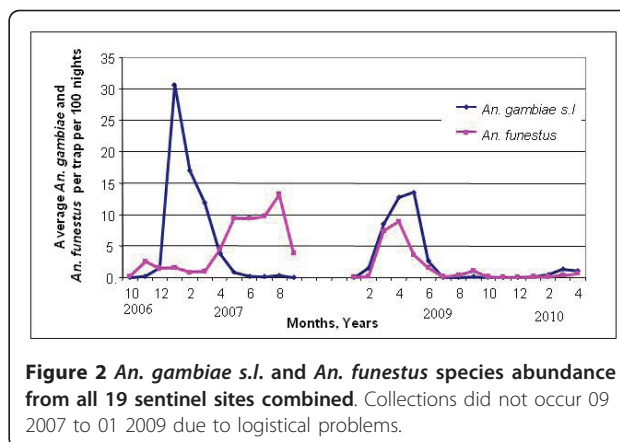 Average An. gambiae and
An. funestus per trap per 100 nights
35
30
25
20
15
10
5
0
An. gambiae s.l
An. funestus
10 12 2 4 6 8 2 4 6 8 10 12 2 4
2006 2007 2009 2010
Months, Years
Figure 2 An. gambiae s.l. and An. funestus species abundance
from all 19 sentinel sites combined. Collections did not occur 09
2007 to 01 2009 due to logistical problems.